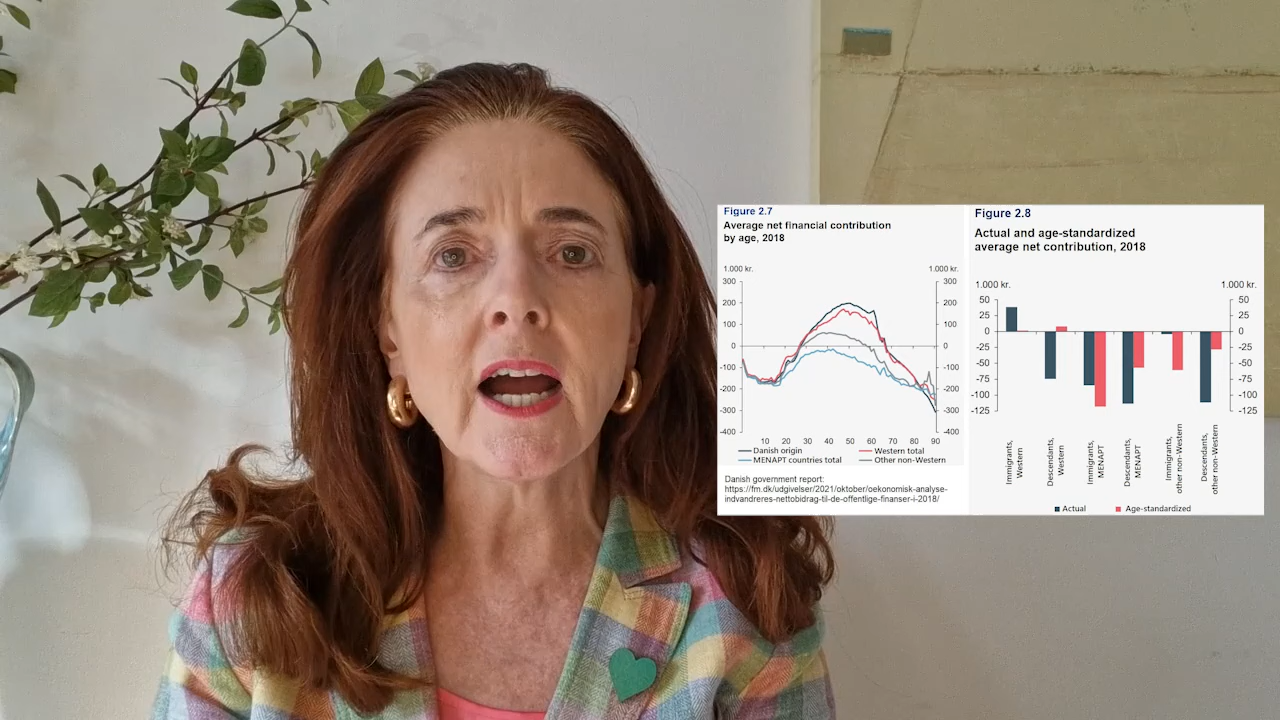 Figure 2.7
Average net financial contribution
by age, 2018
1.000 kr.
1.000 kr.
300
300
200
200
100
100
0
0
-100
-100
-200
-200
-300
-300
-400
-400
10 20 30 40 50 60 70 80 90
Danish origin
Western total
MENAPT countries total
Other non-Western
Danish government report:
https://fm.dk/udgivelser/2021/oktober/oekonomisk-analyse-
indvandreres-nettobidrag-til-de-offentlige-finanser-i-2018/
Figure 2.8
Actual and age-standardized
average net contribution, 2018
1.000 kr.
1.000 kr.
50
50
25
25
0
0
-25
-25
-50
-50
-75
-75
-100
-100
-125
-125
Immigrants,
Western
Descendants,
Western
Immigrants,
MENAPT
Descendants,
MENAPT
Immigrants,
other non-Western
Descendants,
other non-Western
Actual
Age-standardized